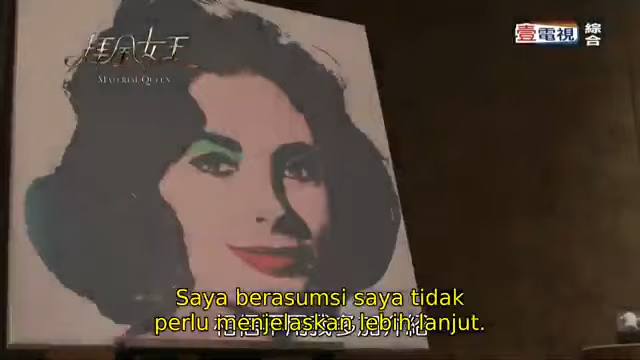 拜金女王
MATERIAL QUEEN
壹電視
綜合
Saya berasumsi saya tidak
perlu menjelaskan lebih lanjut.